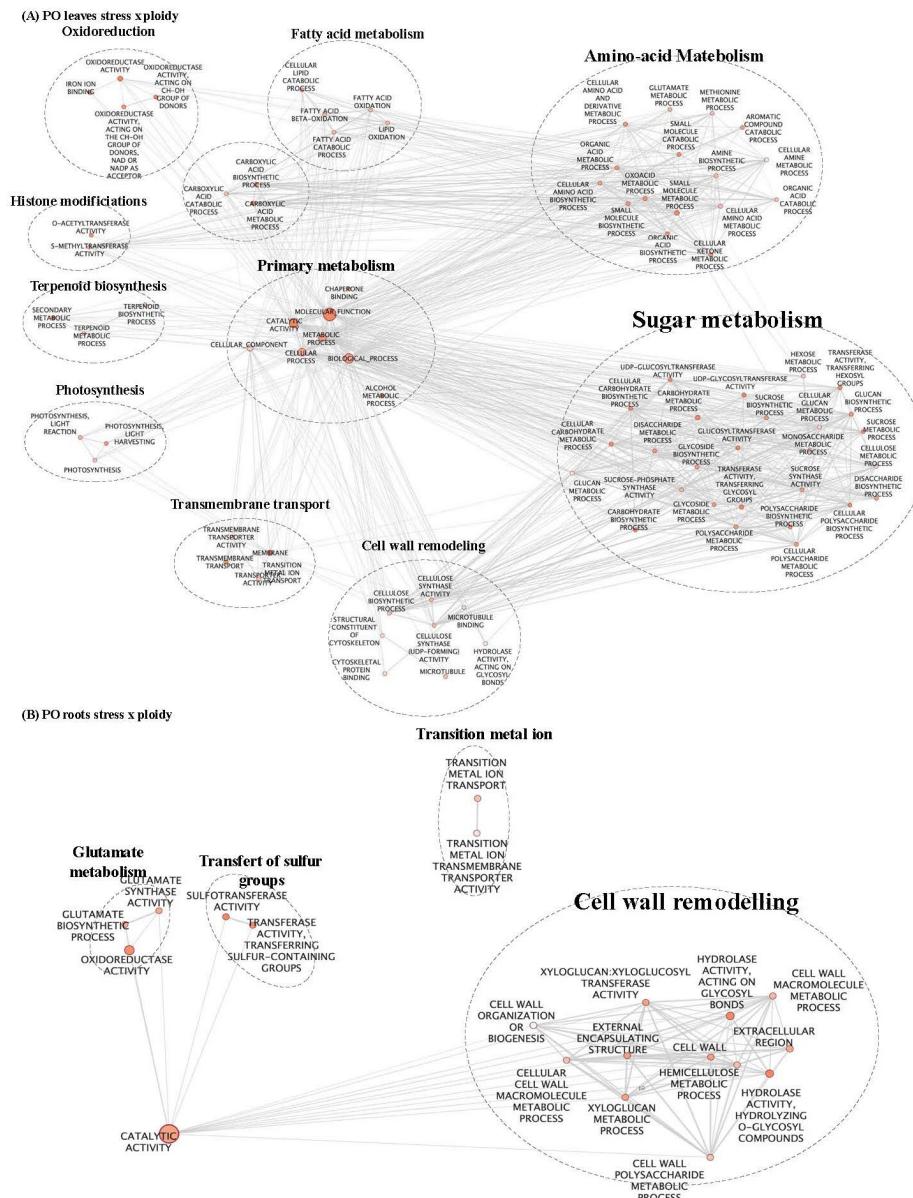 (A) PO leaves stress x ploidy
Oxidoreduction
OXIDOREDUCTASE
ACTIVITY
OXIDOREDUCTASE
ACTIVITY,
ACTING ON
CH-OH
GROUP OF
DONORS
IRON ION
BINDING
OXIDOREDUCTASE
ACTIVITY, ACTING
ON THE CH-OH
GROUP OF
DONORS, NAD OR
NADP AS
ACCEPTOR
Fatty acid metabolism
CELLULAR
LIPID
CATABOLIC
PROCESS
FATTY ACID
OXIDATION
FATTY ACID
BETA-OXIDATION
LIPID
OXIDATION
FATTY ACID
CATABOLIC
PROCESS
CARBOXYLIC
ACID
BIOSYNTHETIC
PROCESS
CARBOXYLIC
ACID
CATABOLIC
PROCESS
CARBOXYLIC ACID
METABOLIC
PROCESS
Amino-acid Matebolism
CELLULAR
AMINO ACID
AND
DERIVATIVE
METABOLIC
PROCESS
GLUTAMATE
METABOLIC
PROCESS
METHIONINE
METABOLIC
PROCESS
AROMATIC
COMPOUND
CATABOLIC
PROCESS
SMALL
MOLECULE
CATABOLIC
PROCESS
ORGANIC
ACID
METABOLIC
PROCESS
AMINE
BIOSYNTHETIC
PROCESS
CELLULAR
AMINE
METABOLIC
PROCESS
OXOACID
METABOLIC
PROCESS
SMALL
MOLECULE
METABOLIC
PROCESS
CELLULAR
AMINO ACID
BIOSYNTHETIC
PROCESS
ORGANIC
ACID
CATABOLIC
PROCESS
SMALL
MOLECULE
BIOSYNTHETIC
PROCESS
CELLULAR
AMINO ACID
METABOLIC
PROCESS
ORGANIC
ACID
BIOSYNTHETIC
PROCESS
CELLULAR
KETONE
METABOLIC
PROCESS
Histone modificiations
O-ACETYLTRANSFERASE
ACTIVITY
S-METHYLTRANSFERASE
ACTIVITY
Terpenoid biosynthesis
SECONDARY
METABOLIC
PROCESS
TERPENOID
BIOSYNTHETIC
PROCESS
TERPENOID
METABOLIC
PROCESS
Primary metabolism
CHAPERONE
BINDING
MOLECULAR_FUNCTION
CATALYTIC
ACTIVITY
METABOLIC
PROCESS
CELLULAR_COMPONENT
CELLULAR
PROCESS
BIOLOGICAL_PROCESS
ALCOHOL
METABOLIC
PROCESS
Sugar metabolism
HEXOSE
METABOLIC
PROCESS
TRANSFERASE
ACTIVITY,
TRANSFERRING
HEXOSYL
GROUPS
UDP-GLUCOSYLTRANSFERASE
ACTIVITY
UDP-GLYCOSYLTRANSFERASE
ACTIVITY
CELLULAR
CARBOHYDRATE
BIOSYNTHETIC
PROCESS
CARBOHYDRATE
METABOLIC
PROCESS
SUCROSE
BIOSYNTHETIC
PROCESS
CELLULAR
GLUCAN
METABOLIC
PROCESS
GLUCAN
BIOSYNTHETIC
PROCESS
SUCROSE
METABOLIC
PROCESS
CELLULAR
CARBOHYDRATE
METABOLIC
PROCESS
DISACCHARIDE
METABOLIC
PROCESS
GLUCOSYLTRANSFERASE
ACTIVITY
MONOSACCHARIDE
METABOLIC
PROCESS
CELLULOSE
METABOLIC
PROCESS
GLYCOSIDE
BIOSYNTHETIC
PROCESS
GLUCAN
METABOLIC
PROCESS
SUCROSE-PHOSPHATE
SYNTHASE
ACTIVITY
TRANSFERASE
ACTIVITY,
TRANSFERRING
GLYCOSYL
GROUPS
SUCROSE
SYNTHASE
ACTIVITY
DISACCHARIDE
BIOSYNTHETIC
PROCESS
CARBOHYDRATE
BIOSYNTHETIC
PROCESS
GLYCOSIDE
METABOLIC
PROCESS
POLYSACCHARIDE
BIOSYNTHETIC
PROCESS
CELLULAR
POLYSACCHARIDE
BIOSYNTHETIC
PROCESS
POLYSACCHARIDE
METABOLIC
PROCESS
CELLULAR
POLYSACCHARIDE
METABOLIC
PROCESS
Photosynthesis
PHOTOSYNTHESIS,
LIGHT
REACTION
PHOTOSYNTHESIS,
LIGHT
HARVESTING
PHOTOSYNTHESIS
Transmembrane transport
TRANSMEMBRANE
TRANSPORTER
ACTIVITY
MEMBRANE
TRANSMEMBRANE
TRANSPORT
TRANSITION
METAL ION
TRANSPORT
TRANSPORTER
ACTIVITY
Cell wall remodeling
CELLULOSE
SYNTHASE
ACTIVITY
CELLULOSE
BIOSYNTHETIC
PROCESS
MICROTUBULE
BINDING
STRUCTURAL
CONSTITUENT
OF
CYTOSKELETON
CELLULOSE
SYNTHASE
(UDP-FORMING)
ACTIVITY
HYDROLASE
ACTIVITY,
ACTING ON
GLYCOSYL
BONDS
CYTOSKELETAL
PROTEIN
BINDING
MICROTUBULE
(B) PO roots stress x ploidy
Transition metal ion
TRANSITION
METAL ION
TRANSPORT
TRANSITION
METAL ION
TRANSMEMBRANE
TRANSPORTER
ACTIVITY
Glutamate
metabolism
GLUTAMATE
SYNTHASE
ACTIVITY
GLUTAMATE
BIOSYNTHETIC
PROCESS
OXIDOREDUCTASE
ACTIVITY
Transfert of sulfur
groups
SULFOTRANSFERASE
ACTIVITY
TRANSFERASE
ACTIVITY,
TRANSFERRING
SULFUR-CONTAINING
GROUPS
Cell wall remodelling
XYLOGLUCAN:XYLOGLUCOSYL
TRANSFERASE
ACTIVITY
HYDROLASE
ACTIVITY,
ACTING ON
GLYCOSYL
BONDS
CELL WALL
MACROMOLECULE
METABOLIC
PROCESS
CELL WALL
ORGANIZATION
OR
BIOGENESIS
EXTERNAL
ENCAPSULATING
STRUCTURE
CELL WALL
EXTRACELLULAR
REGION
CELLULAR
CELL WALL
MACROMOLECULE
METABOLIC
PROCESS
HEMICELLULOSE
METABOLIC
PROCESS
XYLOGLUCAN
METABOLIC
PROCESS
HYDROLASE
ACTIVITY,
HYDROLYZING
O-GLYCOSYL
COMPOUNDS
CELL WALL
POLYSACCHARIDE
METABOLIC
PROCESS
CATALYTIC
ACTIVITY